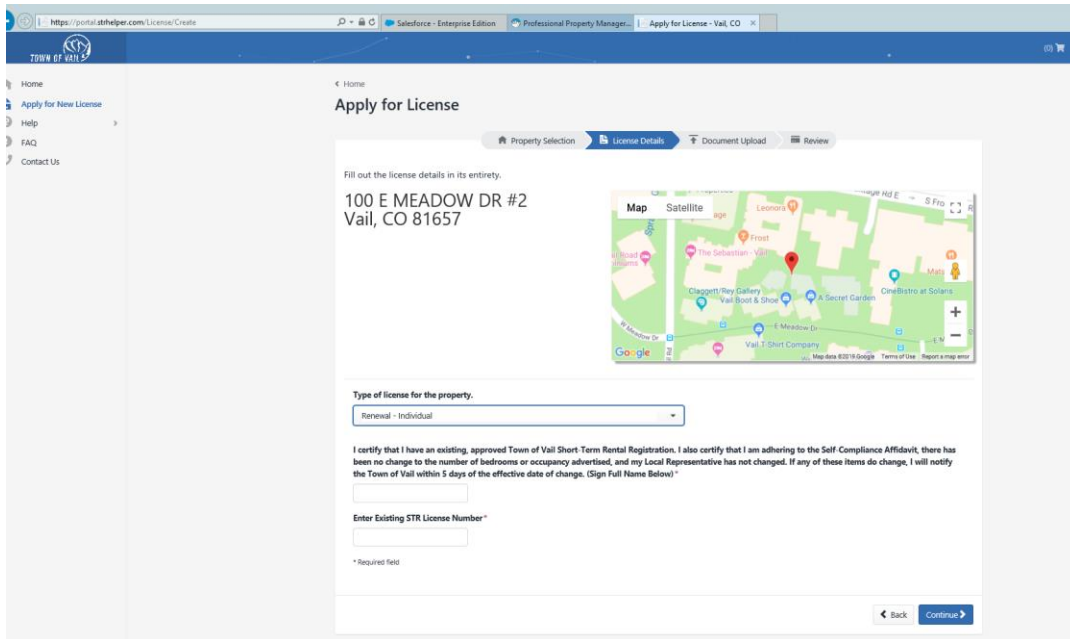 https://portal.strhelper.com/License/Create
Salesforce - Enterprise Edition
Professional Property Manager...
Apply for License - Vail, CO
TOWN OF VAIL
(0)
Home
Apply for New License
Help
FAQ
Contact Us
Home
Apply for License
Property Selection
License Details
Document Upload
Review
Fill out the license details in its entirety.
100 E MEADOW DR #2
Vail, CO 81657
Map
Satellite
Leonora
Frost
The Sebastian - Vail
Claggett/Rey Gallery
Vail Boot & Shoe
A Secret Garden
CineBistro at Solaris
W Meadow Dr
E Meadow Dr
Vail T-Shirt Company
Google
Map data ©2019 Google
Terms of Use
Report a map error
Type of license for the property.
Renewal - Individual
I certify that I have an existing, approved Town of Vail Short-Term Rental Registration. I also certify that I am adhering to the Self-Compliance Affidavit, there has
been no change to the number of bedrooms or occupancy advertised, and my Local Representative has not changed. If any of these items do change, I will notify
the Town of Vail within 5 days of the effective date of change. (Sign Full Name Below)*
Enter Existing STR License Number*
* Required field
Back
Continue